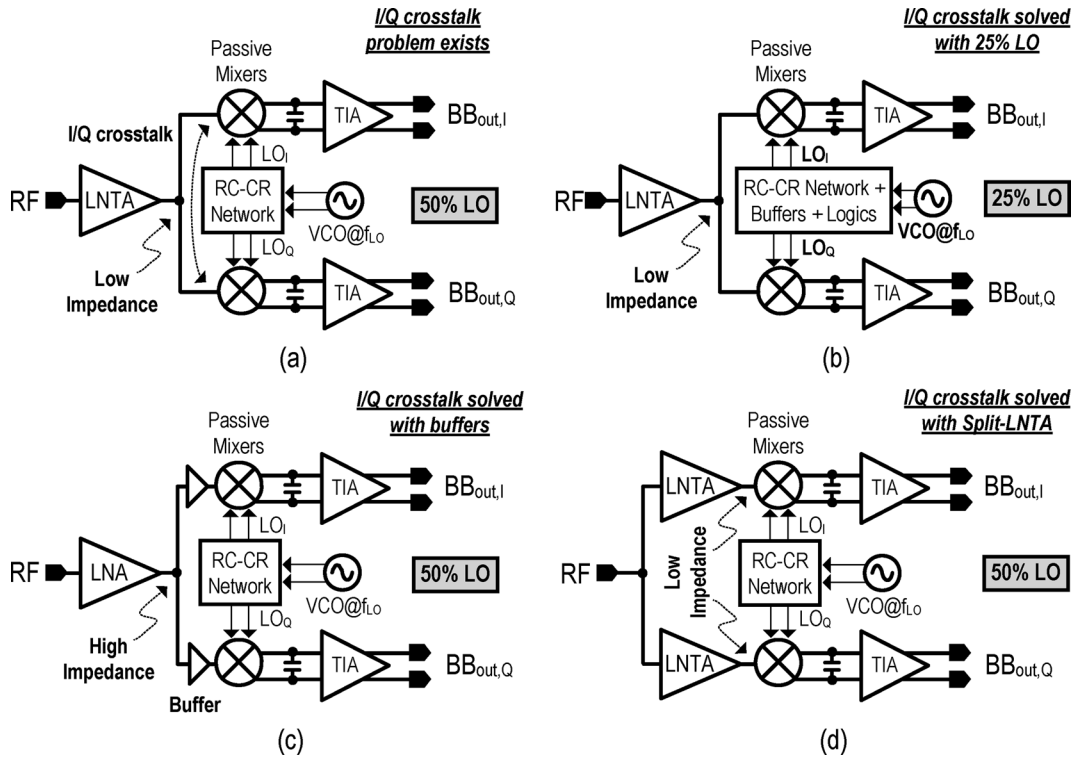 I/Q crosstalk
problem exists
Passive
Mixers
I/Q crosstalk
TIA
BBout,I
LOI
RF
LNTA
RC-CR
Network
VCO@fLO
50% LO
LOQ
Low
Impedance
TIA
BBout,Q
(a)
I/Q crosstalk solved
with 25% LO
Passive
Mixers
TIA
BBout,I
LOI
RF
LNTA
RC-CR Network +
Buffers + Logics
VCO@fLO
25% LO
LOQ
Low
Impedance
TIA
BBout,Q
(b)
I/Q crosstalk solved
with buffers
Passive
Mixers
TIA
BBout,I
LOI
RF
LNA
RC-CR
Network
VCO@fLO
50% LO
LOQ
High
Impedance
TIA
BBout,Q
Buffer
(c)
I/Q crosstalk solved
with Split-LNTA
Passive
Mixers
LNTA
TIA
BBout,I
LOI
RF
Low
Impedance
RC-CR
Network
VCO@fLO
50% LO
LOQ
LNTA
TIA
BBout,Q
(d)